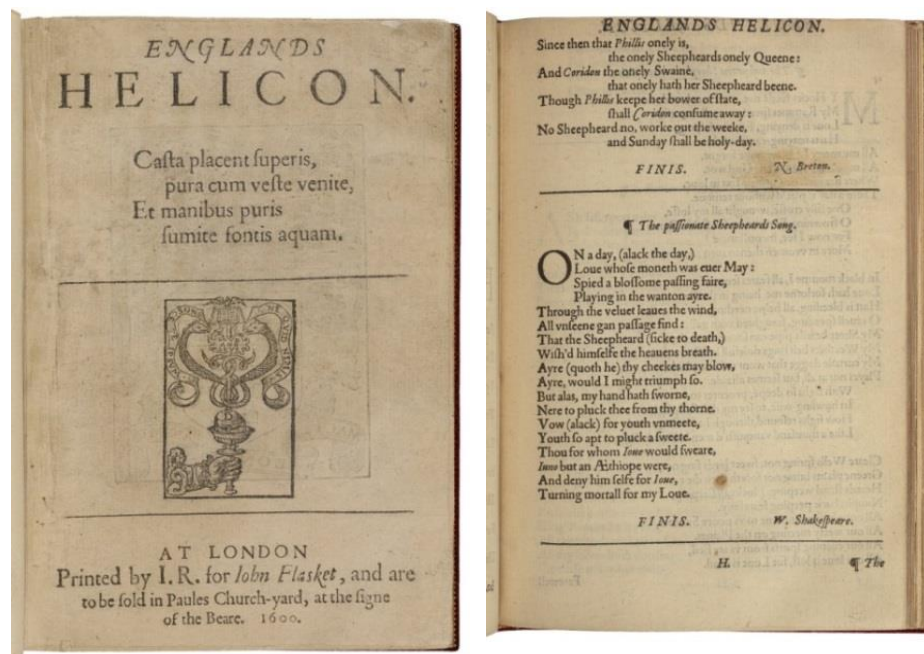 ENGLANDS
HELICON.
Casta placent superis,
pura cum veste venite,
Et manibus puris
sumite fontis aquam.
AT LONDON
Printed by I. R. for Iohn Flasket, and are
to be sold in Paules Church-yard, at the signe
of the Beare. 1600.
ENGLANDS HELICON.
Since then that Phillis onely is,
the onely Sheepheards onely Queene:
And Coridon the onely Swaine,
that onely hath her Sheepheard beene.
Though Phillis keepe her bower of state,
shall Coridon consume away:
No Sheepheard no, worke out the weeke,
and Sunday shall be holy-day.
FINIS. N. Breton.
¶ The passionate Sheepheards Song.
ON a day, (alack the day,)
Loue whose moneth was euer May:
Spied a blossome passing faire,
Playing in the wanton ayre.
Through the veluet leaues the wind,
All vnseene gan passage find:
That the Sheepheard (sicke to death,)
Wish'd himselfe the heauens breath.
Ayre (quoth he) thy cheekes may blow,
Ayre, would I might triumph so.
But alas, my hand hath sworne,
Nere to pluck thee from thy thorne.
Vow (alack) for youth vnmeete,
Youth so apt to pluck a sweete.
Thou for whom Ioue would sweare,
Iuno but an Æthiope were,
And deny him selfe for Ioue,
Turning mortall for my Loue.
FINIS. W. Shakespeare.
H. ¶ The